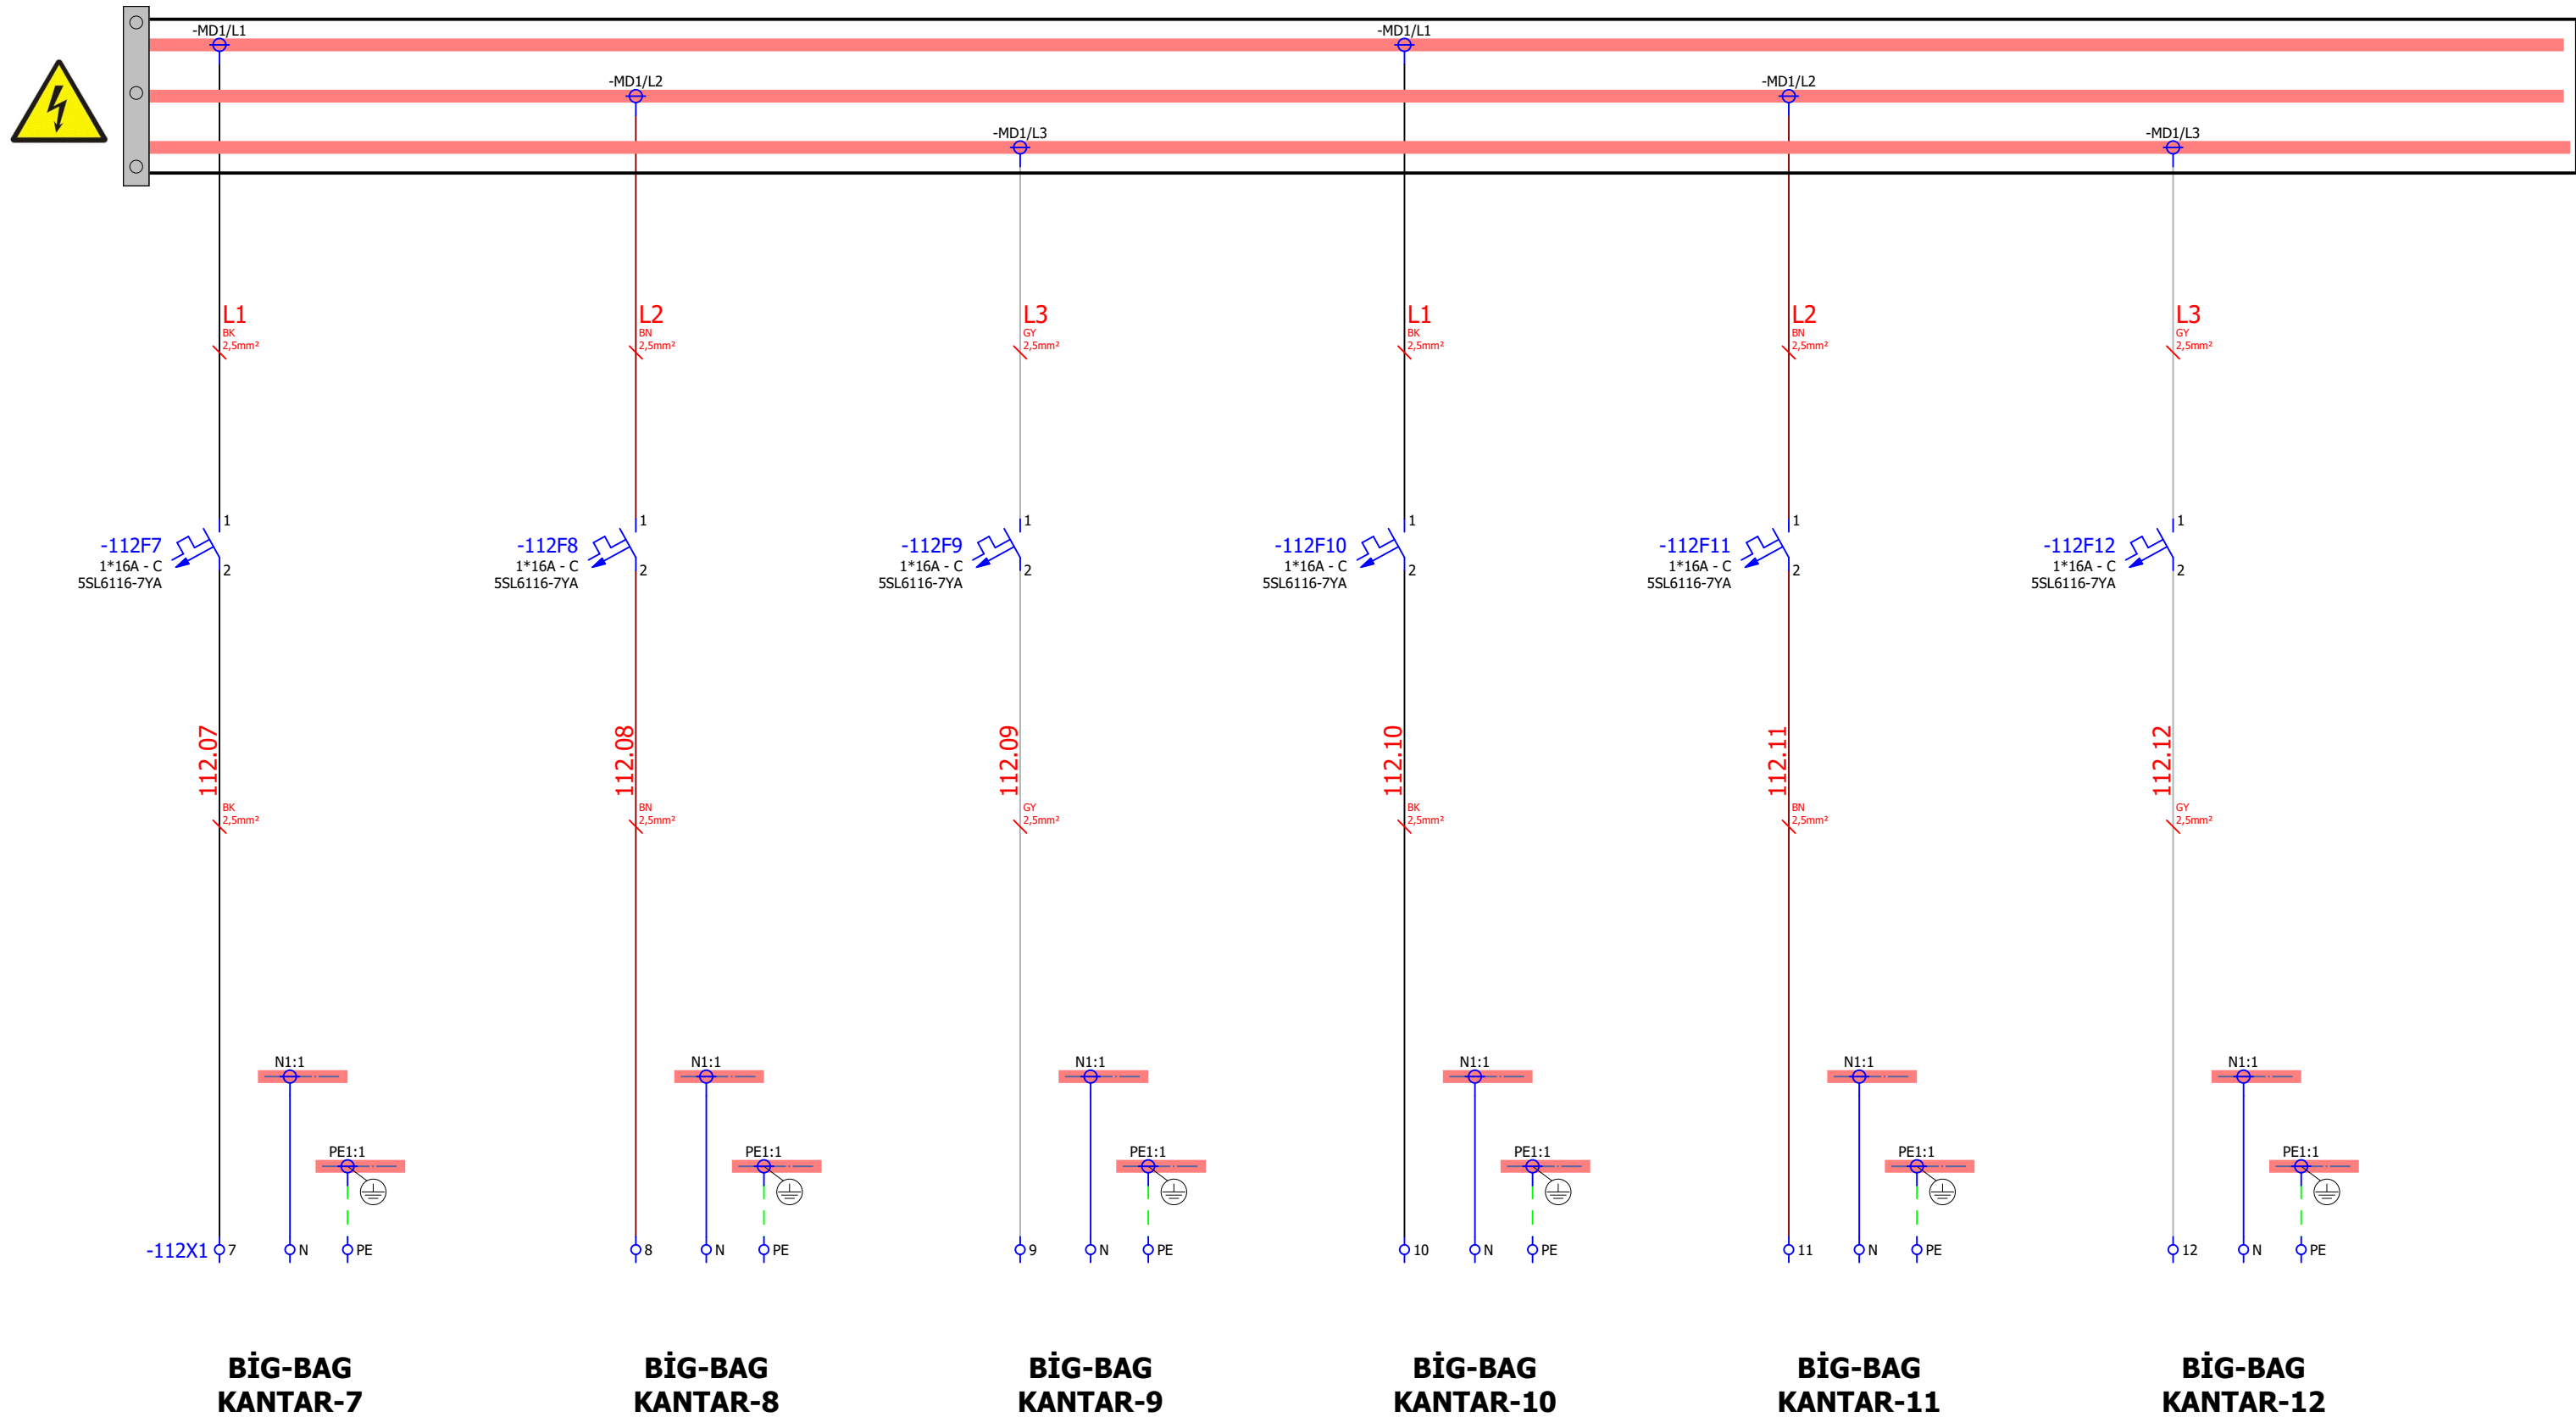 -MD1/L1
-MD1/L1
-MD1/L2
-MD1/L2
-MD1/L3
-MD1/L3
L1
BK
2,5mm²
L2
BN
2,5mm²
L3
GY
2,5mm²
L1
BK
2,5mm²
L2
BN
2,5mm²
L3
GY
2,5mm²
-112F7
1*16A - C
5SL6116-7YA
1
2
-112F8
1*16A - C
5SL6116-7YA
1
2
-112F9
1*16A - C
5SL6116-7YA
1
2
-112F10
1*16A - C
5SL6116-7YA
1
2
-112F11
1*16A - C
5SL6116-7YA
1
2
-112F12
1*16A - C
5SL6116-7YA
1
2
112.07
BK
2,5mm²
112.08
BN
2,5mm²
112.09
GY
2,5mm²
112.10
BK
2,5mm²
112.11
BN
2,5mm²
112.12
GY
2,5mm²
N1:1
PE1:1
N1:1
PE1:1
N1:1
PE1:1
N1:1
PE1:1
N1:1
PE1:1
N1:1
PE1:1
-112X1 7 N PE
8 N PE
9 N PE
10 N PE
11 N PE
12 N PE
BİG-BAG
KANTAR-7
BİG-BAG
KANTAR-8
BİG-BAG
KANTAR-9
BİG-BAG
KANTAR-10
BİG-BAG
KANTAR-11
BİG-BAG
KANTAR-12